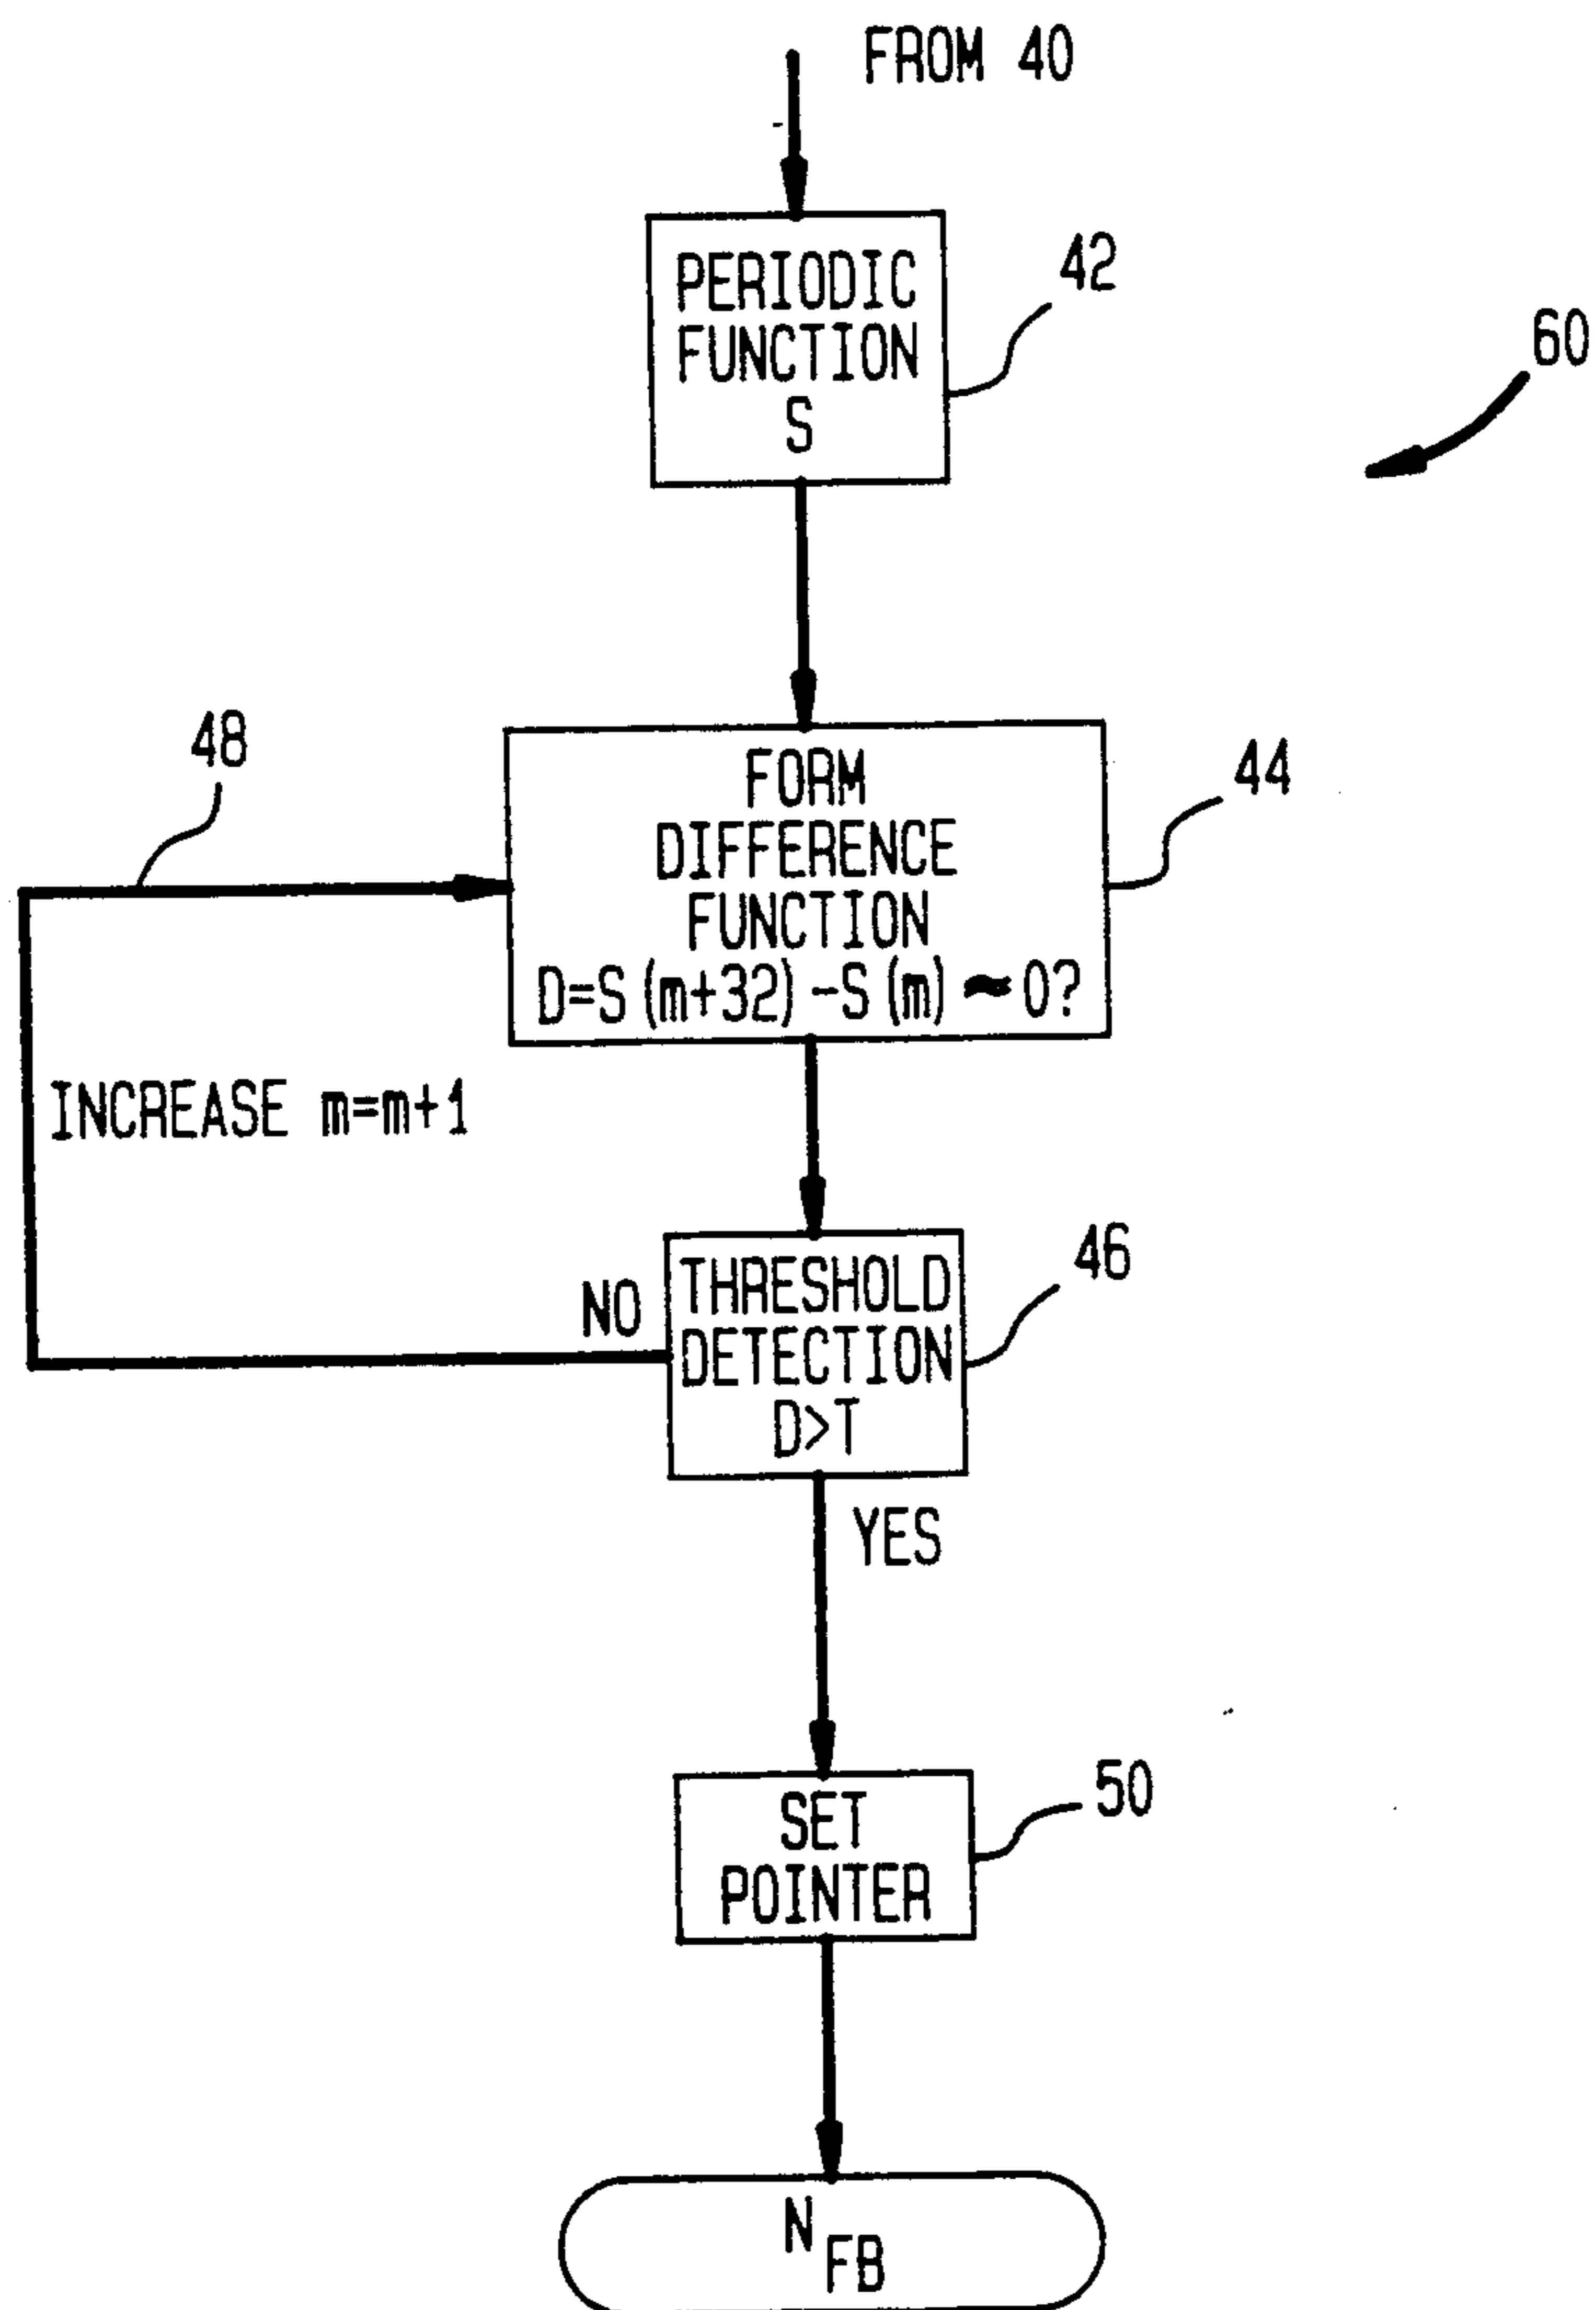 FROM 40
PERIODIC
FUNCTION
S
42
60
48
FORM
DIFFERENCE
FUNCTION
D=S(m+32)-S(m)≈0?
44
INCREASE m=m+1
NO
THRESHOLD
DETECTION
D>T
46
YES
SET
POINTER
50
N FB